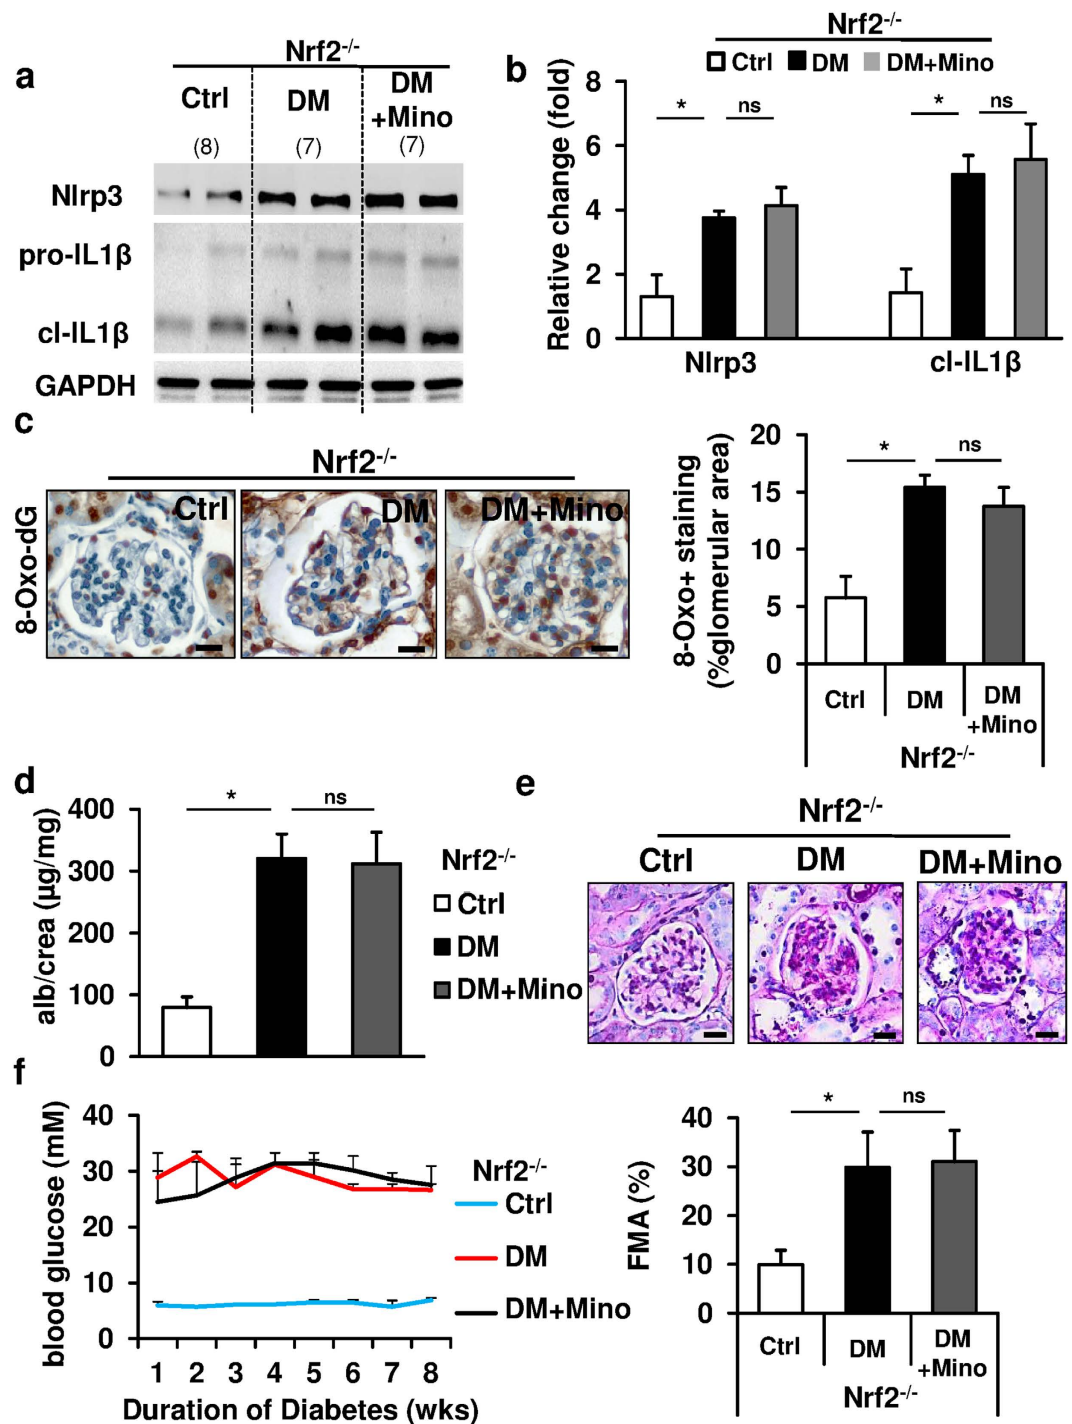 a
Nrf2-/-
Ctrl
DM
DM
+Mino
(8)
(7)
(7)
Nlrp3
pro-IL1β
cl-IL1β
GAPDH
b
Nrf2-/-
Ctrl DM DM+Mino
Relative change (fold)
8
6
4
2
0
* ns
* ns
Nlrp3
cl-IL1β
c
Nrf2-/-
8-Oxo-dG
Ctrl
DM
DM+Mino
8-Oxo+ staining
(%glomerular area)
20
15
10
5
0
* ns
Ctrl
DM
DM
+Mino
Nrf2-/-
d
alb/crea (µg/mg)
400
300
200
100
0
* ns
Nrf2-/-
Ctrl
DM
DM+Mino
e
Nrf2-/-
Ctrl
DM
DM+Mino
FMA (%)
40
30
20
10
0
* ns
Ctrl
DM
DM
+Mino
Nrf2-/-
f
blood glucose (mM)
40
30
20
10
0
1 2 3 4 5 6 7 8
Duration of Diabetes (wks)
Nrf2-/-
Ctrl
DM
DM+Mino